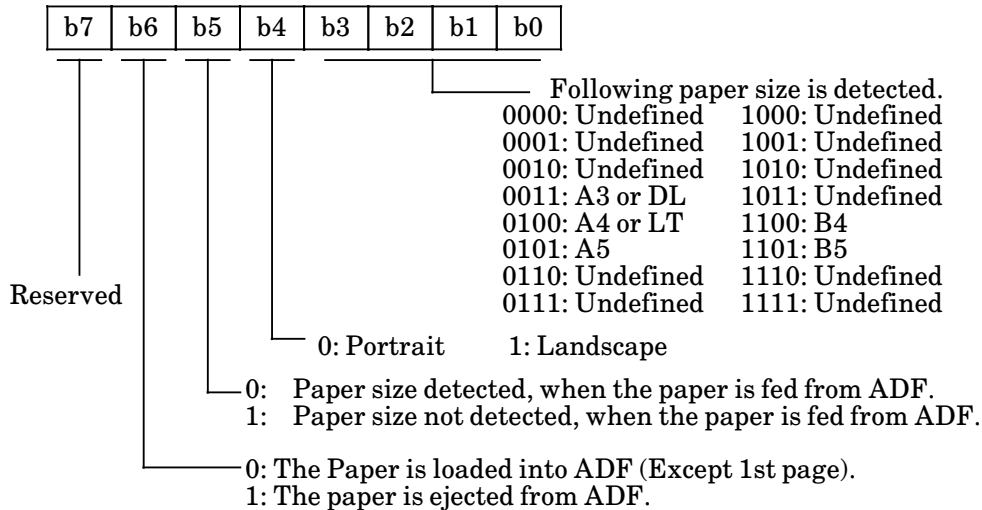 b7 b6 b5 b4 b3 b2 b1 b0
Following paper size is detected.
0000: Undefined 1000: Undefined
0001: Undefined 1001: Undefined
0010: Undefined 1010: Undefined
0011: A3 or DL 1011: Undefined
0100: A4 or LT 1100: B4
0101: A5 1101: B5
0110: Undefined 1110: Undefined
0111: Undefined 1111: Undefined
Reserved
0: Portrait 1: Landscape
0: Paper size detected, when the paper is fed from ADF.
1: Paper size not detected, when the paper is fed from ADF.
0: The Paper is loaded into ADF (Except 1st page).
1: The paper is ejected from ADF.